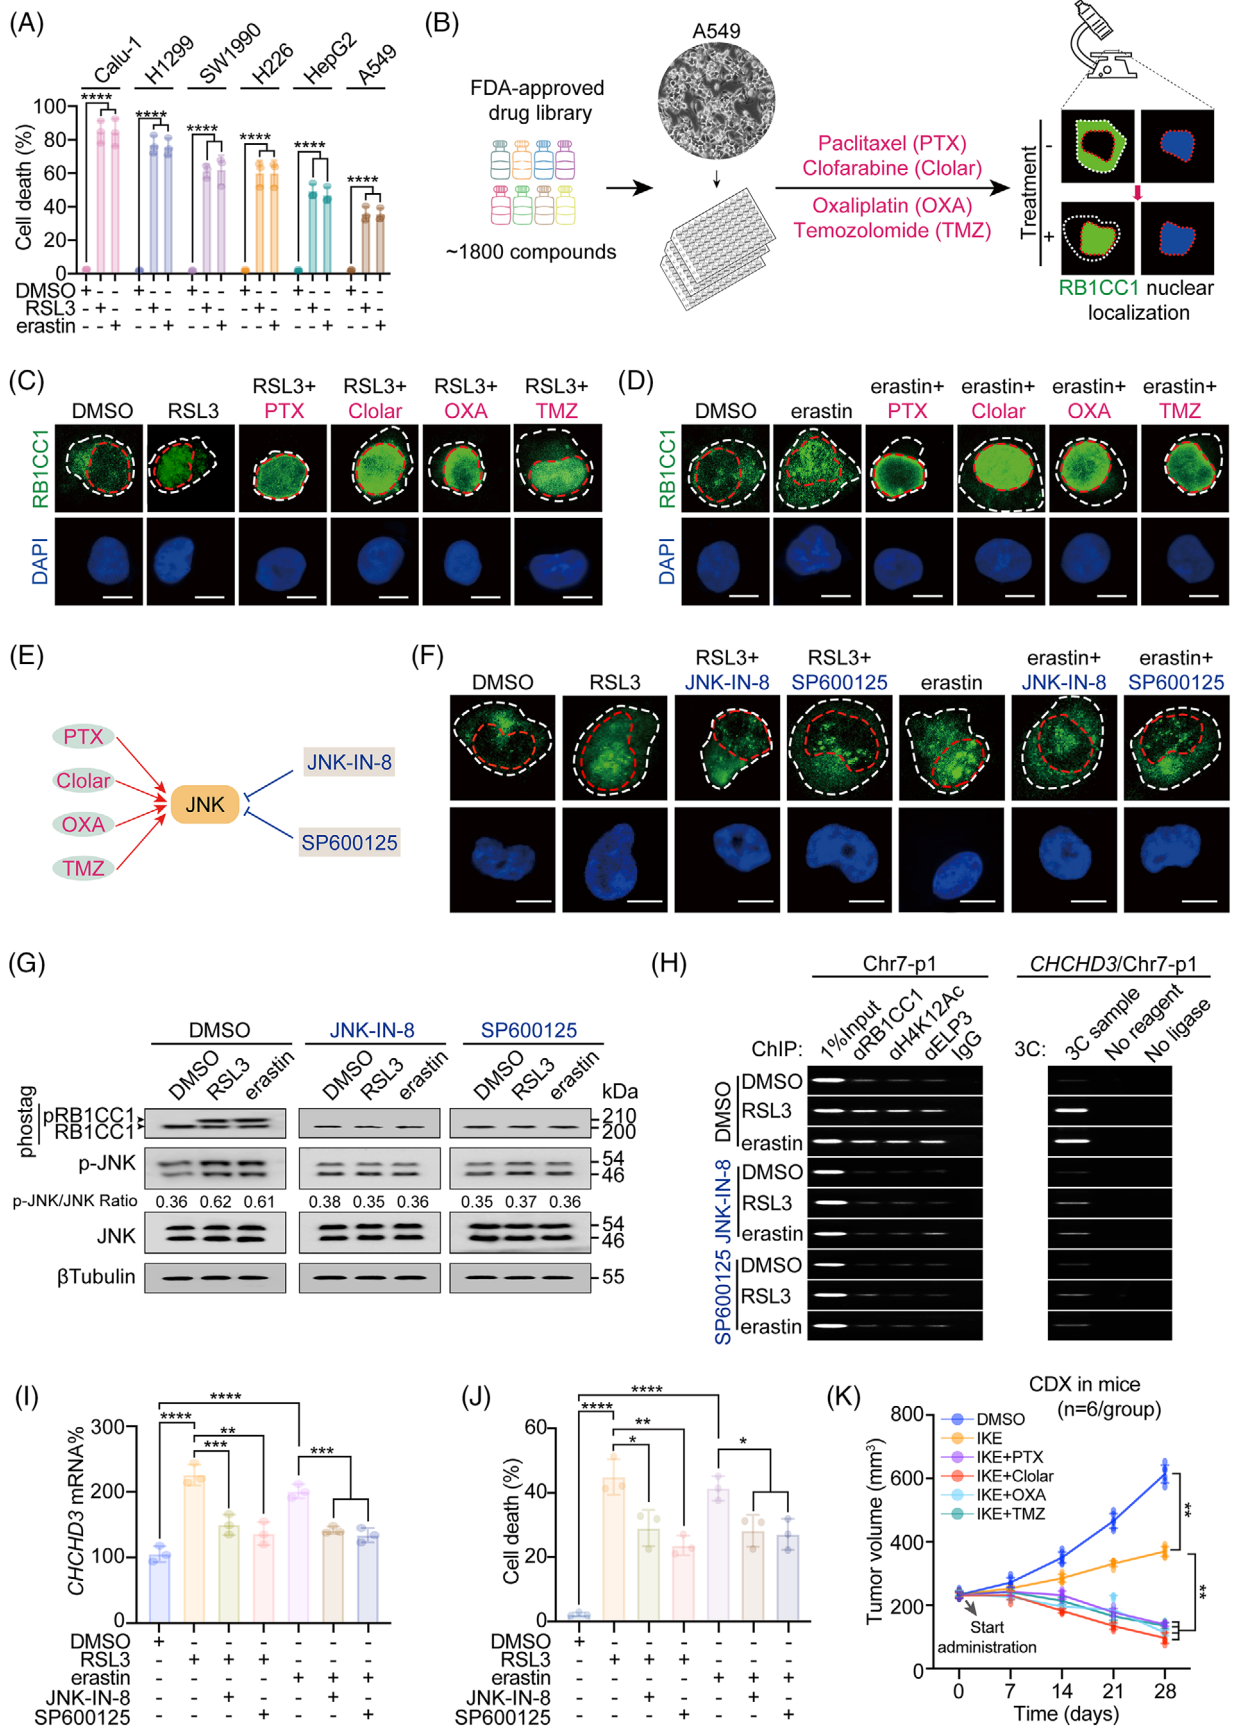 (A)
Calu-1
H1299
SW1990
H226
HepG2
A549
Cell death (%)
100
80
60
40
20
0
****
****
****
****
****
****
DMSO + - - + - - + - - + - - + - - + - -
RSL3 - + - - + - - + - - + - - + - - + -
erastin - - + - - + - - + - - + - - + - - +
(B)
FDA-approved
drug library
~1800 compounds
A549
Paclitaxel (PTX)
Clofarabine (Clolar)
Oxaliplatin (OXA)
Temozolomide (TMZ)
Treatment
-
+
RB1CC1 nuclear
localization
(C)
DMSO
RSL3
RSL3+
PTX
RSL3+
Clolar
RSL3+
OXA
RSL3+
TMZ
RB1CC1
DAPI
(D)
DMSO
erastin
erastin+
PTX
erastin+
Clolar
erastin+
OXA
erastin+
TMZ
RB1CC1
DAPI
(E)
PTX
Clolar
OXA
TMZ
JNK
JNK-IN-8
SP600125
(F)
DMSO
RSL3
RSL3+
JNK-IN-8
RSL3+
SP600125
erastin
erastin+
JNK-IN-8
erastin+
SP600125
(G)
DMSO JNK-IN-8 SP600125
DMSO RSL3 erastin DMSO RSL3 erastin DMSO RSL3 erastin
kDa
phostag
pRB1CC1 210
RB1CC1 200
p-JNK 54
46
p-JNK/JNK Ratio 0.36 0.62 0.61 0.38 0.35 0.36 0.35 0.37 0.36
JNK 54
46
βTubulin 55
(H)
Chr7-p1
CHCHD3/Chr7-p1
ChIP: 1%Input αRB1CC1 αH4K12Ac αELP3 IgG
3C: 3C sample No reagent No ligase
DMSO
DMSO
RSL3
erastin
JNK-IN-8
DMSO
RSL3
erastin
SP600125
DMSO
RSL3
erastin
(I)
CHCHD3 mRNA%
300
200
100
0
****
****
**
***
***
DMSO + - - - - - -
RSL3 - + + + - - -
erastin - - - - + + +
JNK-IN-8 - - + - - + -
SP600125 - - - + - - +
(J)
Cell death (%)
60
40
20
0
****
****
**
*
*
DMSO + - - - - - -
RSL3 - + + + - - -
erastin - - - - + + +
JNK-IN-8 - - + - - + -
SP600125 - - - + - - +
(K)
CDX in mice
(n=6/group)
Tumor volume (mm³)
800
600
400
200
0
DMSO
IKE
IKE+PTX
IKE+Clolar
IKE+OXA
IKE+TMZ
**
**
Start
administration
0 7 14 21 28
Time (days)